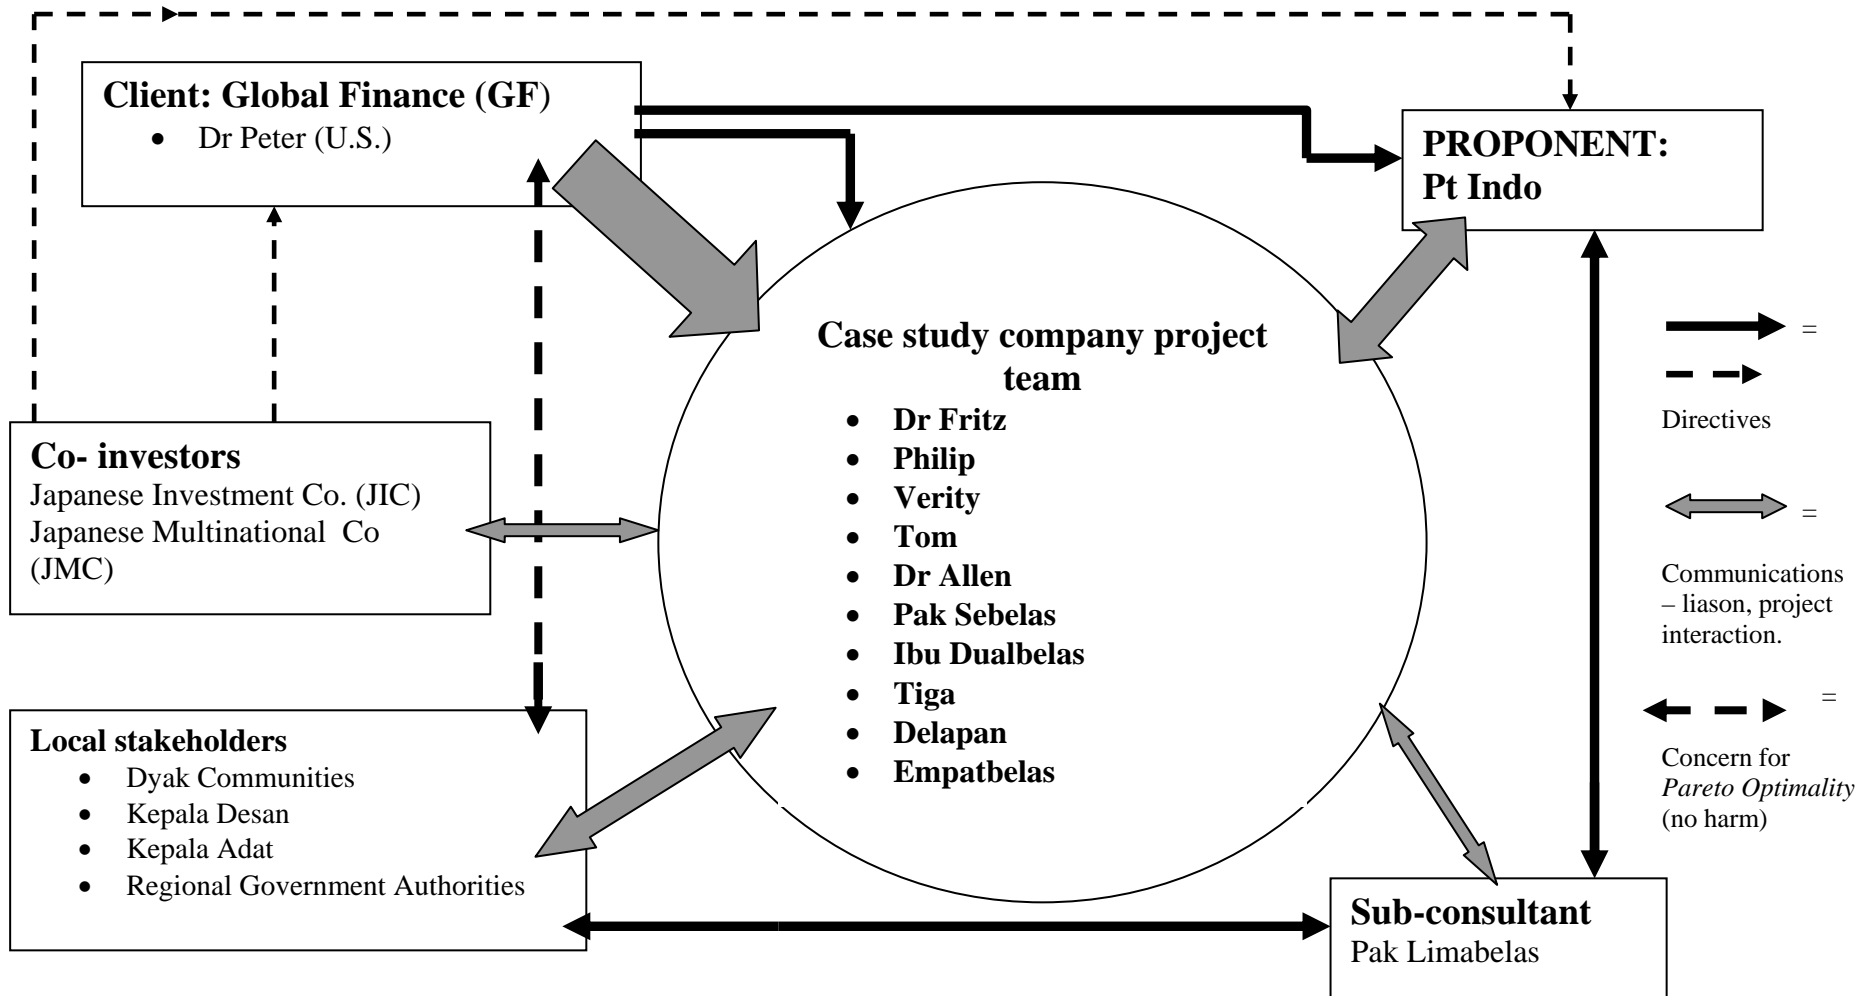 Client: Global Finance (GF)
• Dr Peter (U.S.)
PROPONENT:
Pt Indo
Case study company project
team
• Dr Fritz
• Philip
• Verity
• Tom
• Dr Allen
• Pak Sebelas
• Ibu Dualbelas
• Tiga
• Delapan
• Empatbelas
Co- investors
Japanese Investment Co. (JIC)
Japanese Multinational Co
(JMC)
Local stakeholders
• Dyak Communities
• Kepala Desan
• Kepala Adat
• Regional Government Authorities
Sub-consultant
Pak Limabelas
=
Directives
=
Communications
– liason, project
interaction.
=
Concern for
Pareto Optimality
(no harm)